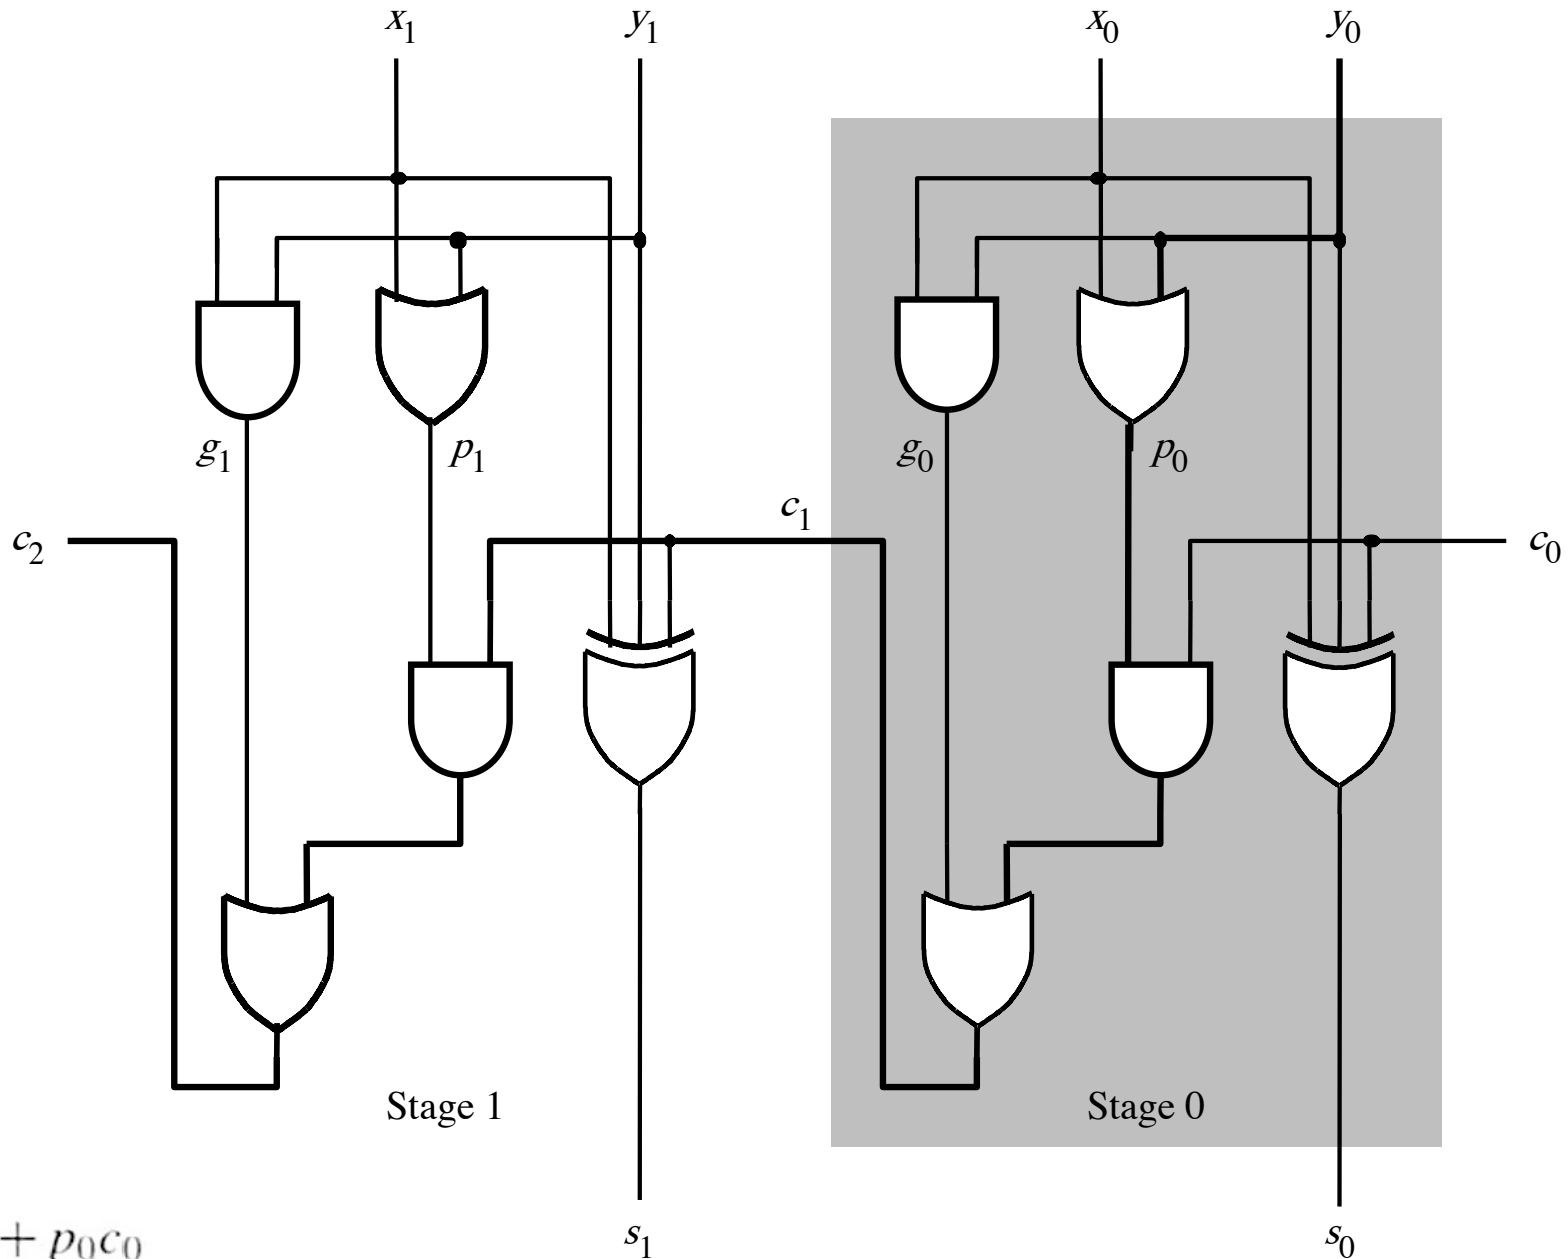 x₁ y₁ x₀ y₀
g₁ p₁ g₀ p₀
c₂ c₁ c₀
Stage 1 Stage 0
s₁ s₀
+ p₀c₀